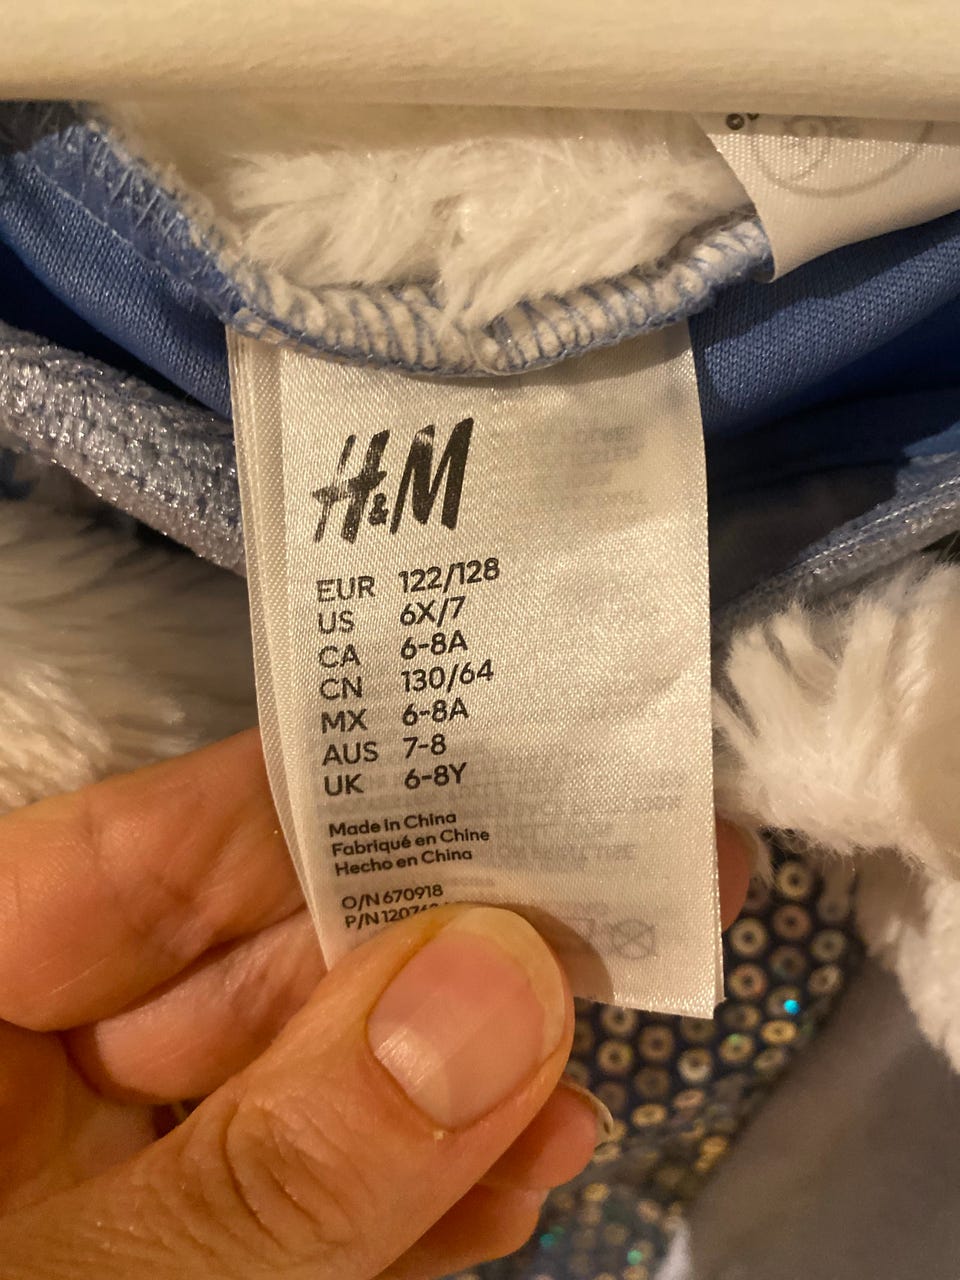 H&M
EUR 122/128
US 6X/7
CA 6-8A
CN 130/64
MX 6-8A
AUS 7-8
UK 6-8Y
Made in China
Fabriqué en Chine
Hecho en China
O/N 670918
P/N